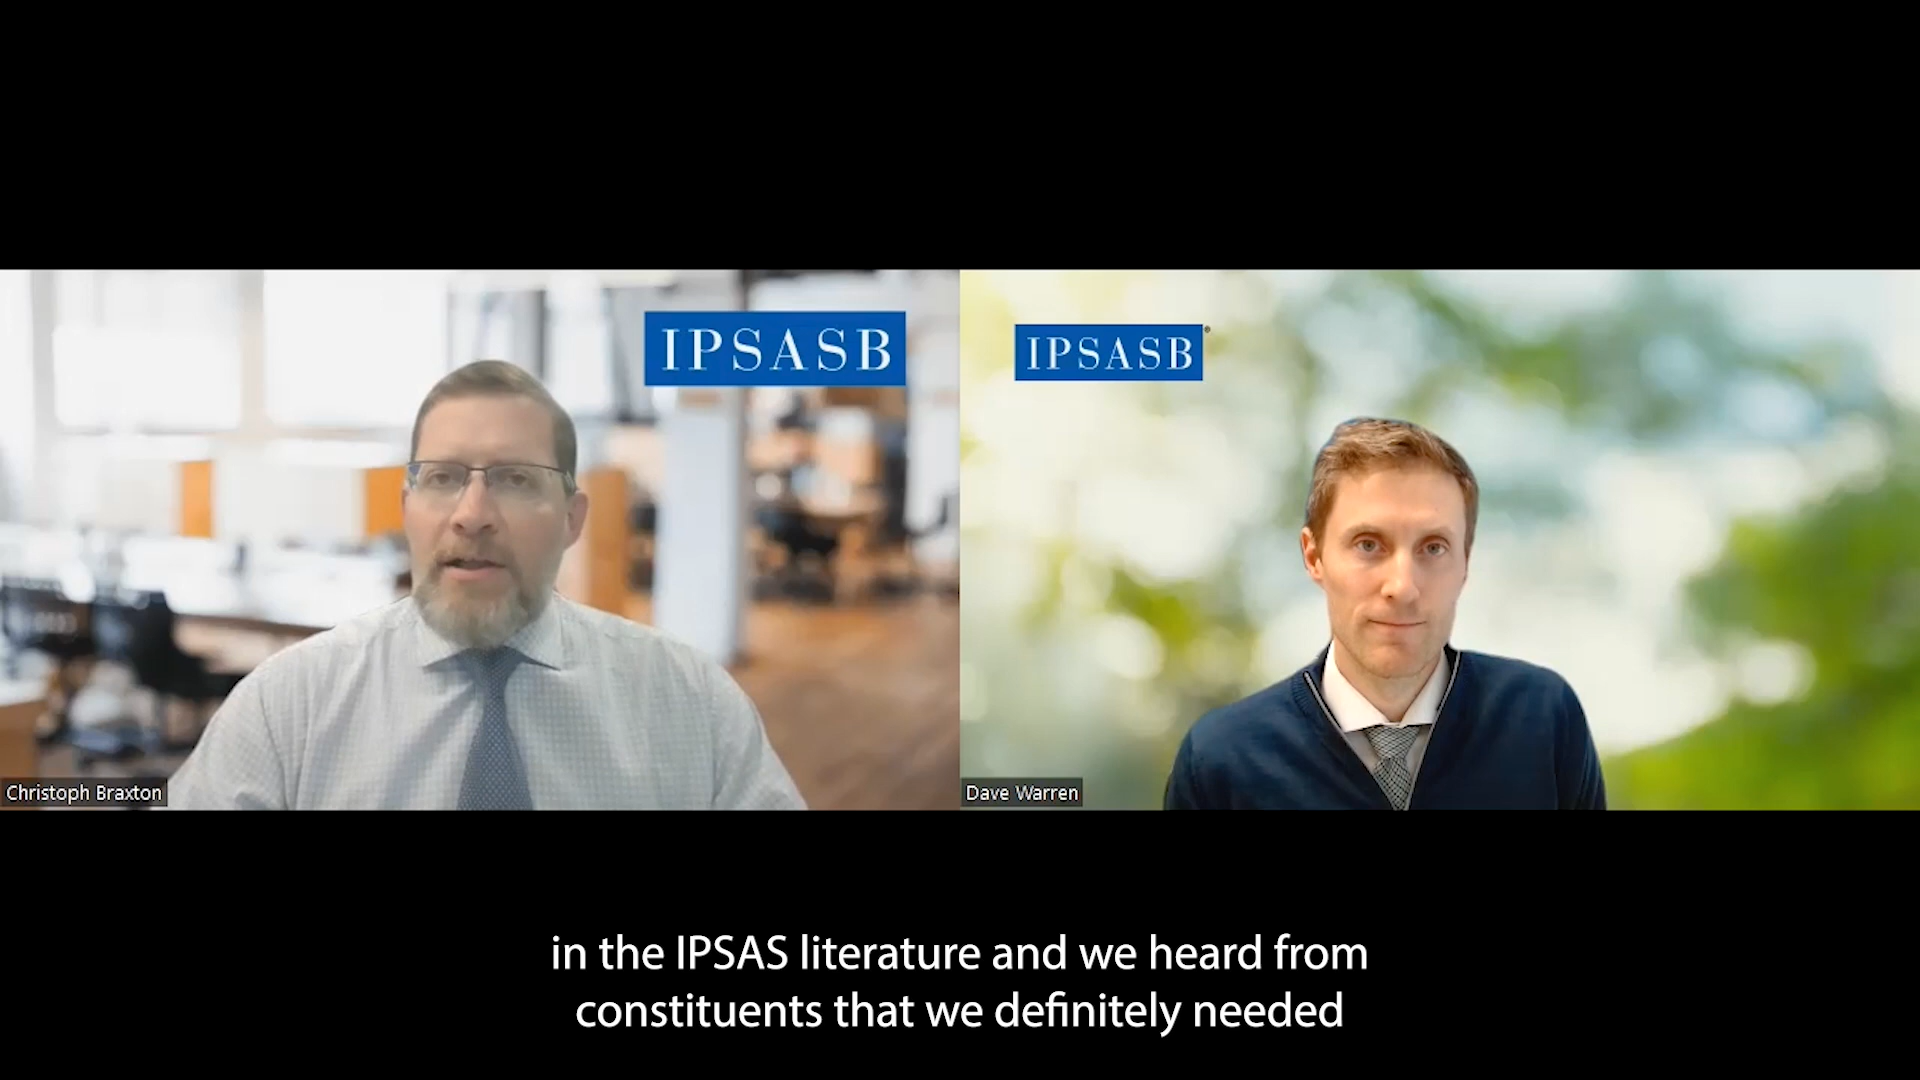 IPSASB
IPSASB
Christoph Braxton
Dave Warren
in the IPSAS literature and we heard from
constituents that we definitely needed